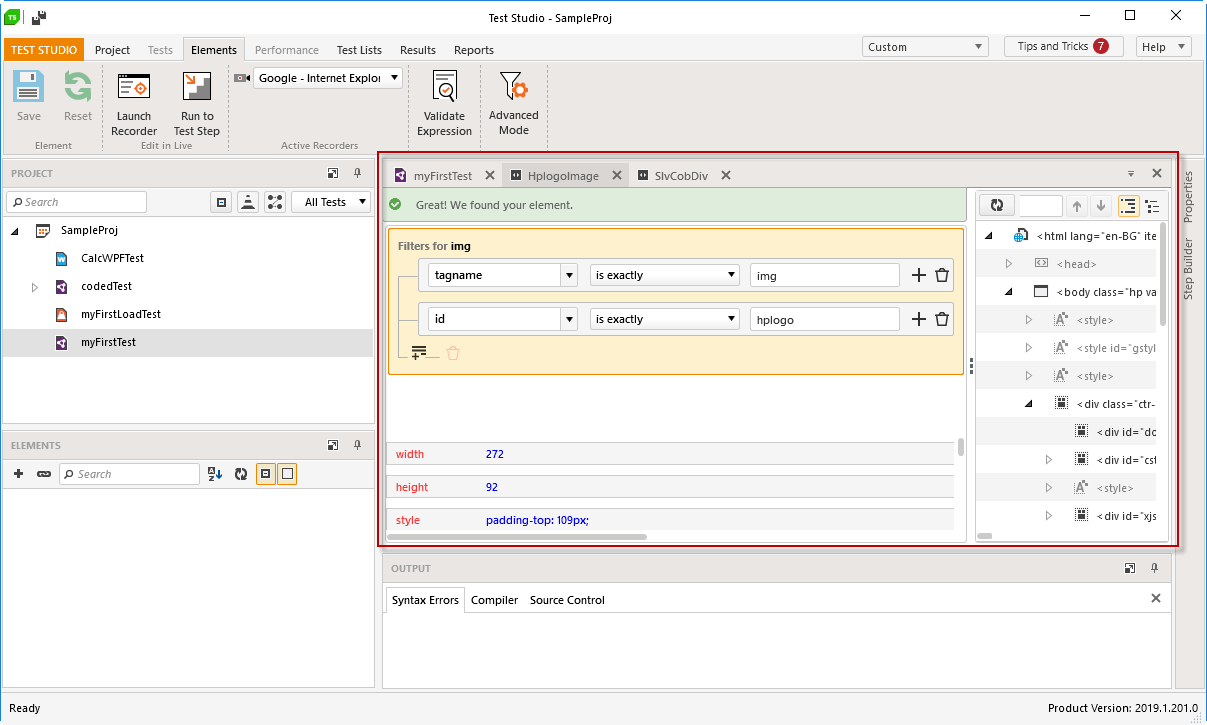 TS
Test Studio - SampleProj
TEST STUDIO Project Tests Elements Performance Test Lists Results Reports Custom Tips and Tricks 7 Help
Save Reset Launch Recorder Run to Test Step Google - Internet Explor Validate Expression Advanced Mode
Element Edit in Live Active Recorders
PROJECT
Search All Tests
SampleProj
CalcWPFTest
codedTest
myFirstLoadTest
myFirstTest
ELEMENTS
Search
myFirstTest HplogoImage SlvCobDiv
Great! We found your element.
Filters for img
tagname is exactly img
id is exactly hplogo
width 272
height 92
style padding-top: 109px;
<html lang="en-BG" ite
<head>
<body class="hp va
<style>
<style id="gstyl
<style>
<div class="ctr-
<div id="dc
<div id="cst
<style>
<div id="xjs
Properties
Step Builder
OUTPUT
Syntax Errors Compiler Source Control
Ready Product Version: 2019.1.201.0